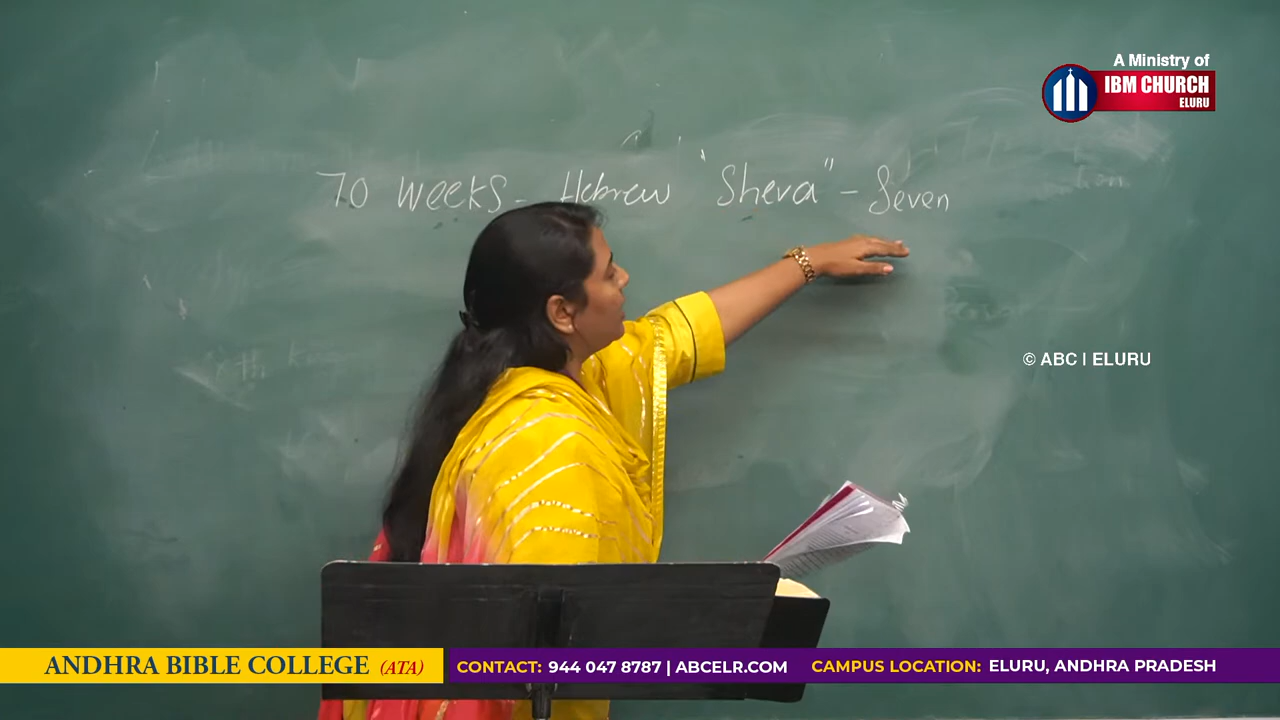 A Ministry of
IBM CHURCH
ELURU
70 Weeks - Hebrew "Sheva" - Seven
© ABC | ELURU
ANDHRA BIBLE COLLEGE (ATA)
CONTACT: 944 047 8787 | ABCELR.COM CAMPUS LOCATION: ELURU, ANDHRA PRADESH